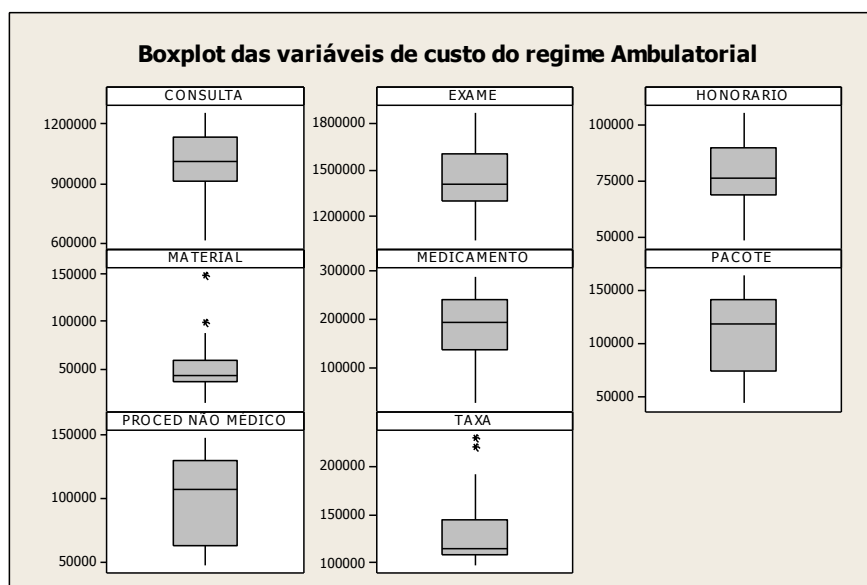 Boxplot das variáveis de custo do regime Ambulatorial
CONSULTA
1200000
900000
600000
EXAME
1800000
1500000
1200000
HONORARIO
100000
75000
50000
MATERIAL
150000
100000
50000
MEDICAMENTO
300000
200000
100000
PACOTE
150000
100000
50000
PROCED NÃO MÉDICO
150000
100000
50000
TAXA
200000
150000
100000